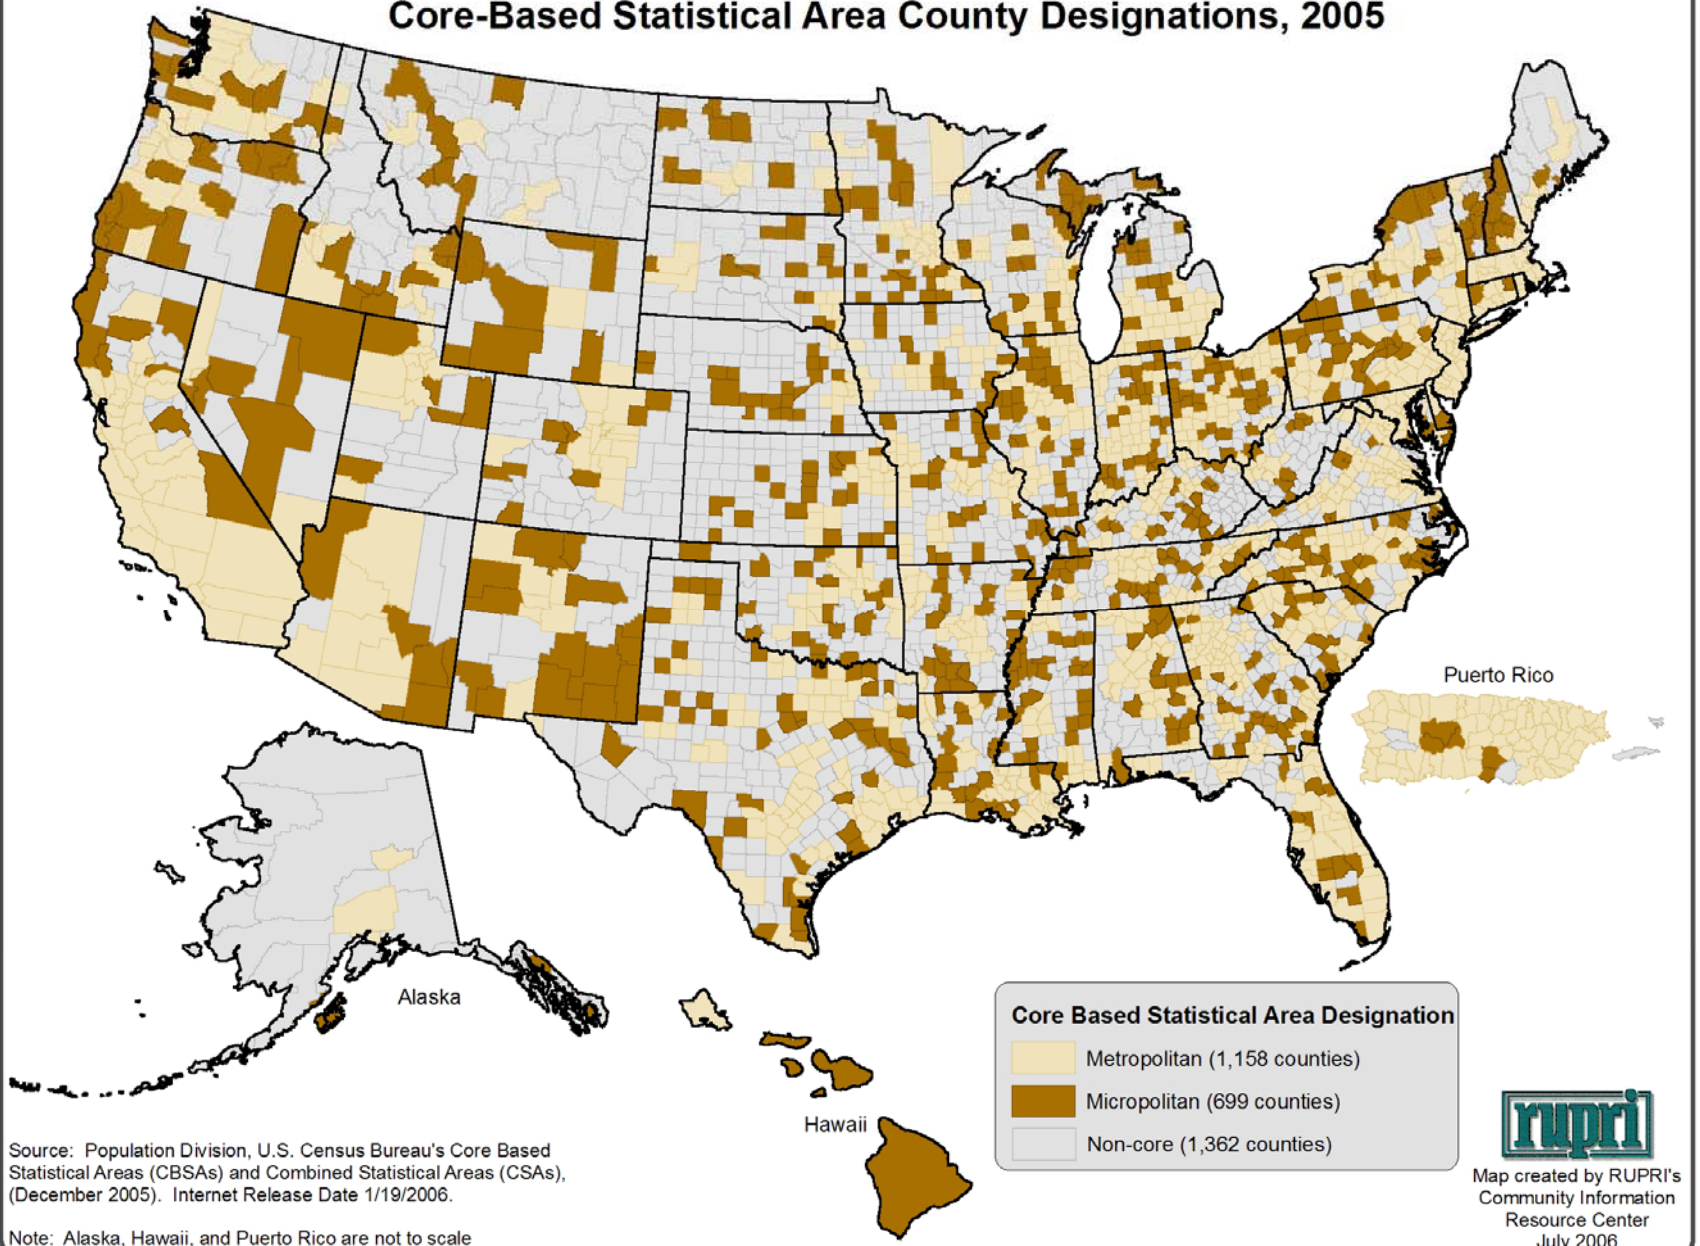 Core-Based Statistical Area County Designations, 2005
Puerto Rico
Alaska
Hawaii
Core Based Statistical Area Designation
Metropolitan (1,158 counties)
Micropolitan (699 counties)
Non-core (1,362 counties)
Source:  Population Division, U.S. Census Bureau's Core Based
Statistical Areas (CBSAs) and Combined Statistical Areas (CSAs),
(December 2005).  Internet Release Date 1/19/2006.
Note:  Alaska, Hawaii, and Puerto Rico are not to scale
rupri
Map created by RUPRI's
Community Information
Resource Center
July 2006